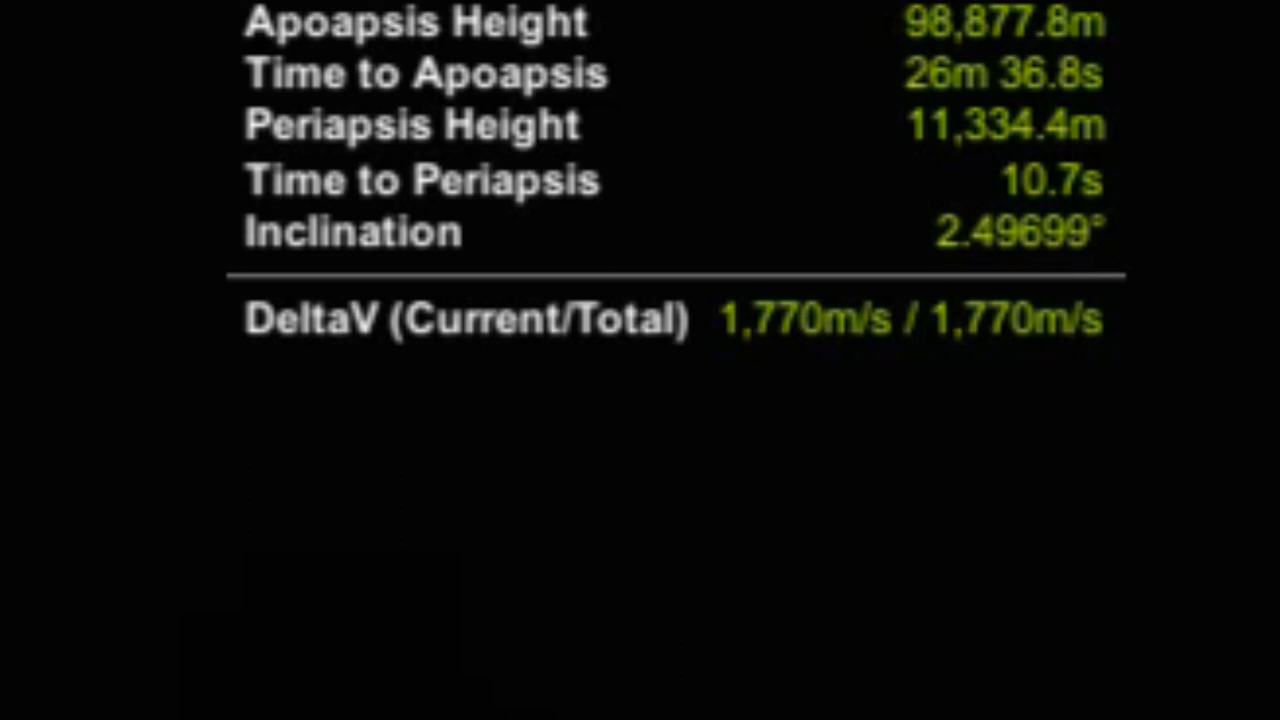 Apoapsis Height 98,877.8m
Time to Apoapsis 26m 36.8s
Periapsis Height 11,334.4m
Time to Periapsis 10.7s
Inclination 2.49699°
DeltaV (Current/Total) 1,770m/s / 1,770m/s